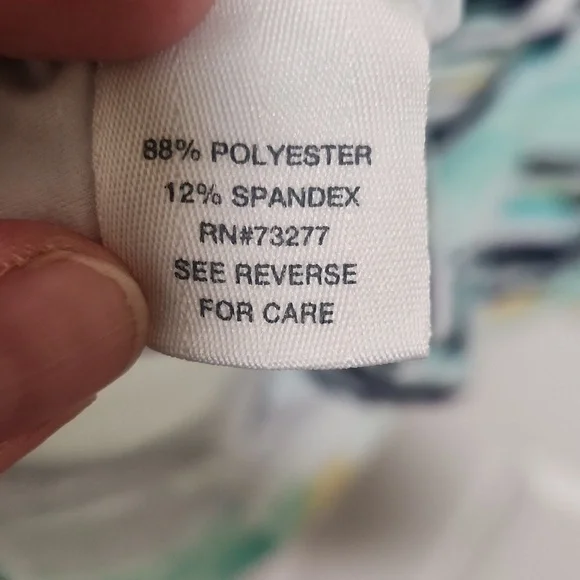 88% POLYESTER
12% SPANDEX
RN#73277
SEE REVERSE
FOR CARE